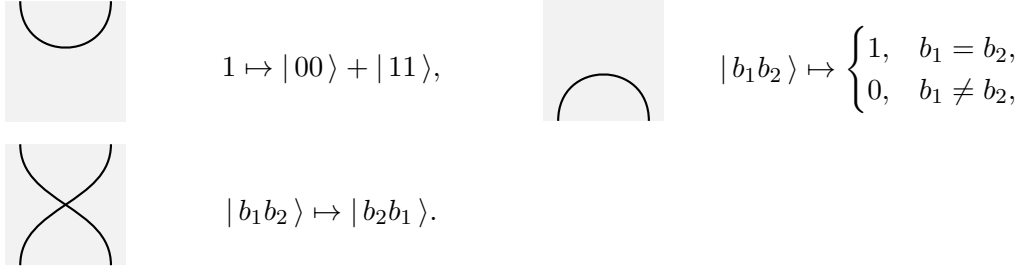 1 ↦ | 00 ⟩ + | 11 ⟩,
| b₁b₂ ⟩ ↦ { 1, b₁ = b₂,
0, b₁ ≠ b₂,
| b₁b₂ ⟩ ↦ | b₂b₁ ⟩.